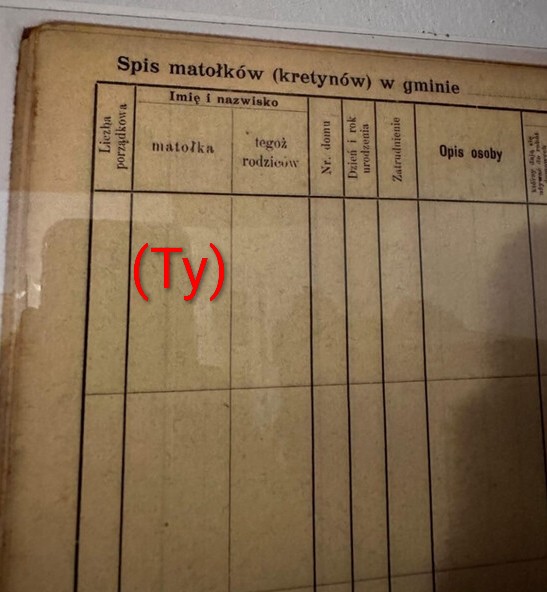 Spis matołków (kretynów) w gminie
Liczba porządkowa
Imię i nazwisko
matołka
tegoż
rodziców
Nr. domu
Dzień i rok
urodzenia
Zatrudnienie
Opis osoby
(Ty)